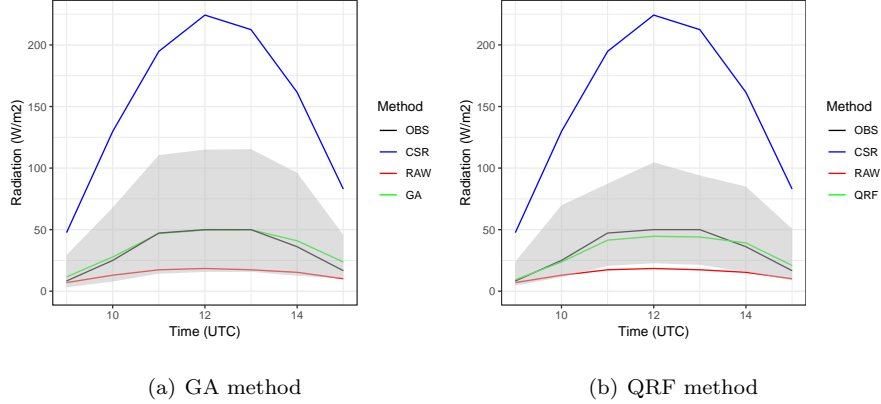 Radiation (W/m2)
200
150
100
50
0
10
12
14
Time (UTC)
Method
OBS
CSR
RAW
GA
(a) GA method
Radiation (W/m2)
200
150
100
50
0
10
12
14
Time (UTC)
Method
OBS
CSR
RAW
QRF
(b) QRF method